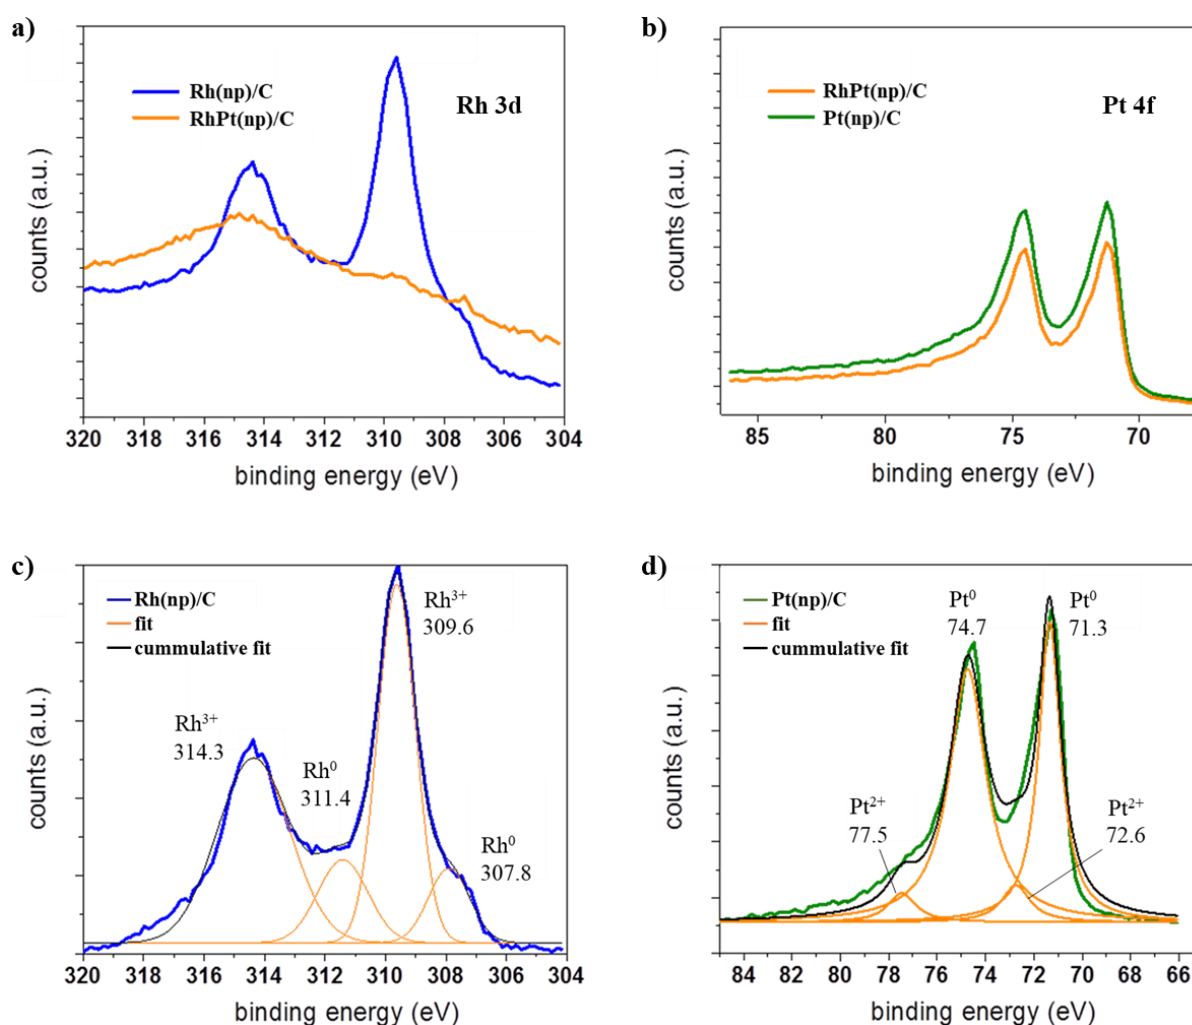 a)
Rh(np)/C
RhPt(np)/C
Rh 3d
counts (a.u.)
320 318 316 314 312 310 308 306 304
binding energy (eV)
b)
RhPt(np)/C
Pt(np)/C
Pt 4f
counts (a.u.)
85 80 75 70
binding energy (eV)
c)
Rh(np)/C
fit
cummulative fit
Rh³⁺
309.6
Rh³⁺
314.3
Rh⁰
311.4
Rh⁰
307.8
counts (a.u.)
320 318 316 314 312 310 308 306 304
binding energy (eV)
d)
Pt(np)/C
fit
cummulative fit
Pt⁰
74.7
Pt⁰
71.3
Pt²⁺
77.5
Pt²⁺
72.6
counts (a.u.)
84 82 80 78 76 74 72 70 68 66
binding energy (eV)